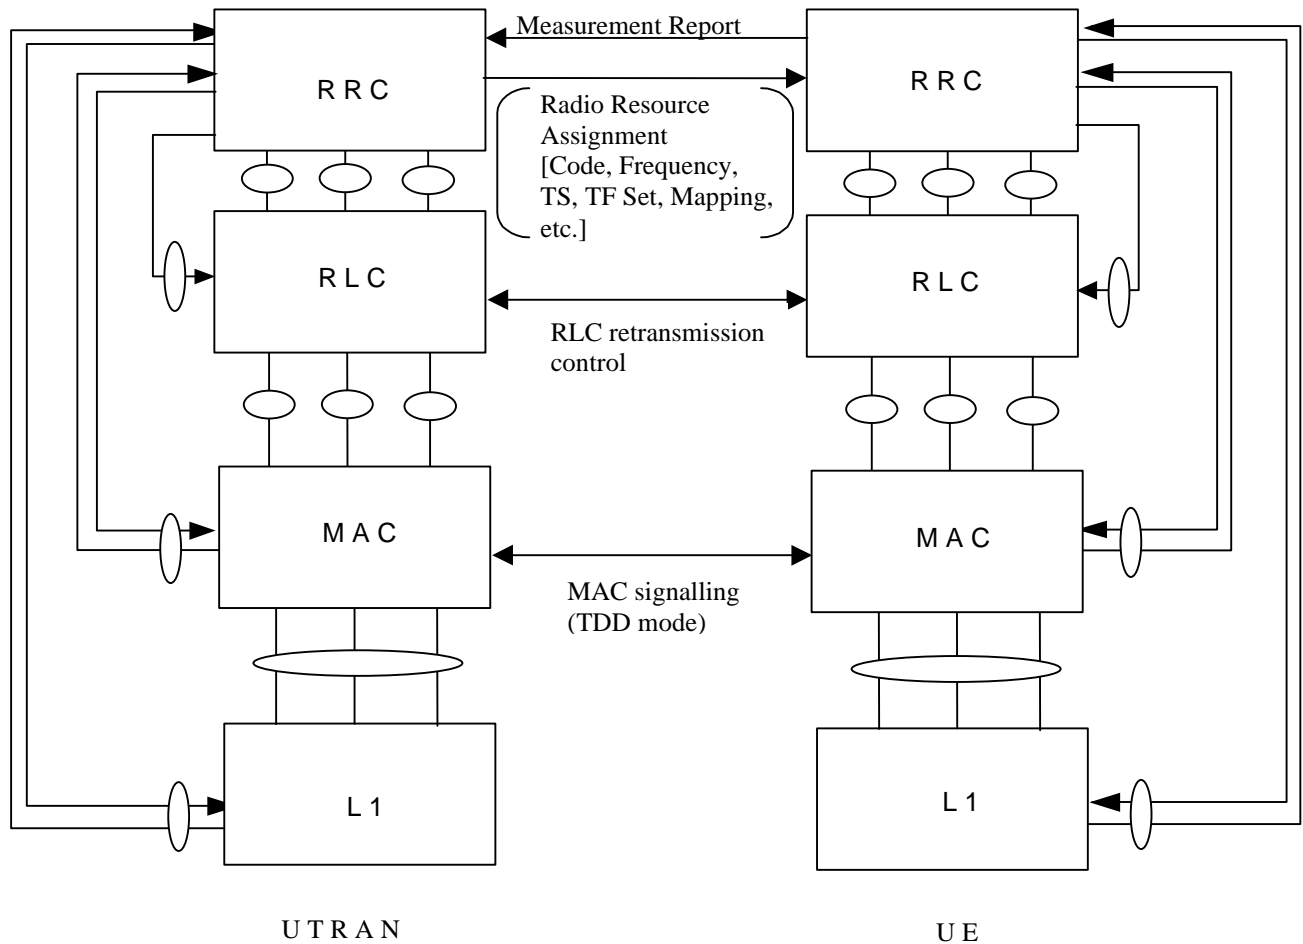 Measurement Report
R R C
R R C
Radio Resource
Assignment
[Code, Frequency,
TS, TF Set, Mapping,
etc.]
R L C
R L C
RLC retransmission
control
M A C
M A C
MAC signalling
(TDD mode)
L 1
L 1
U T R A N
U E